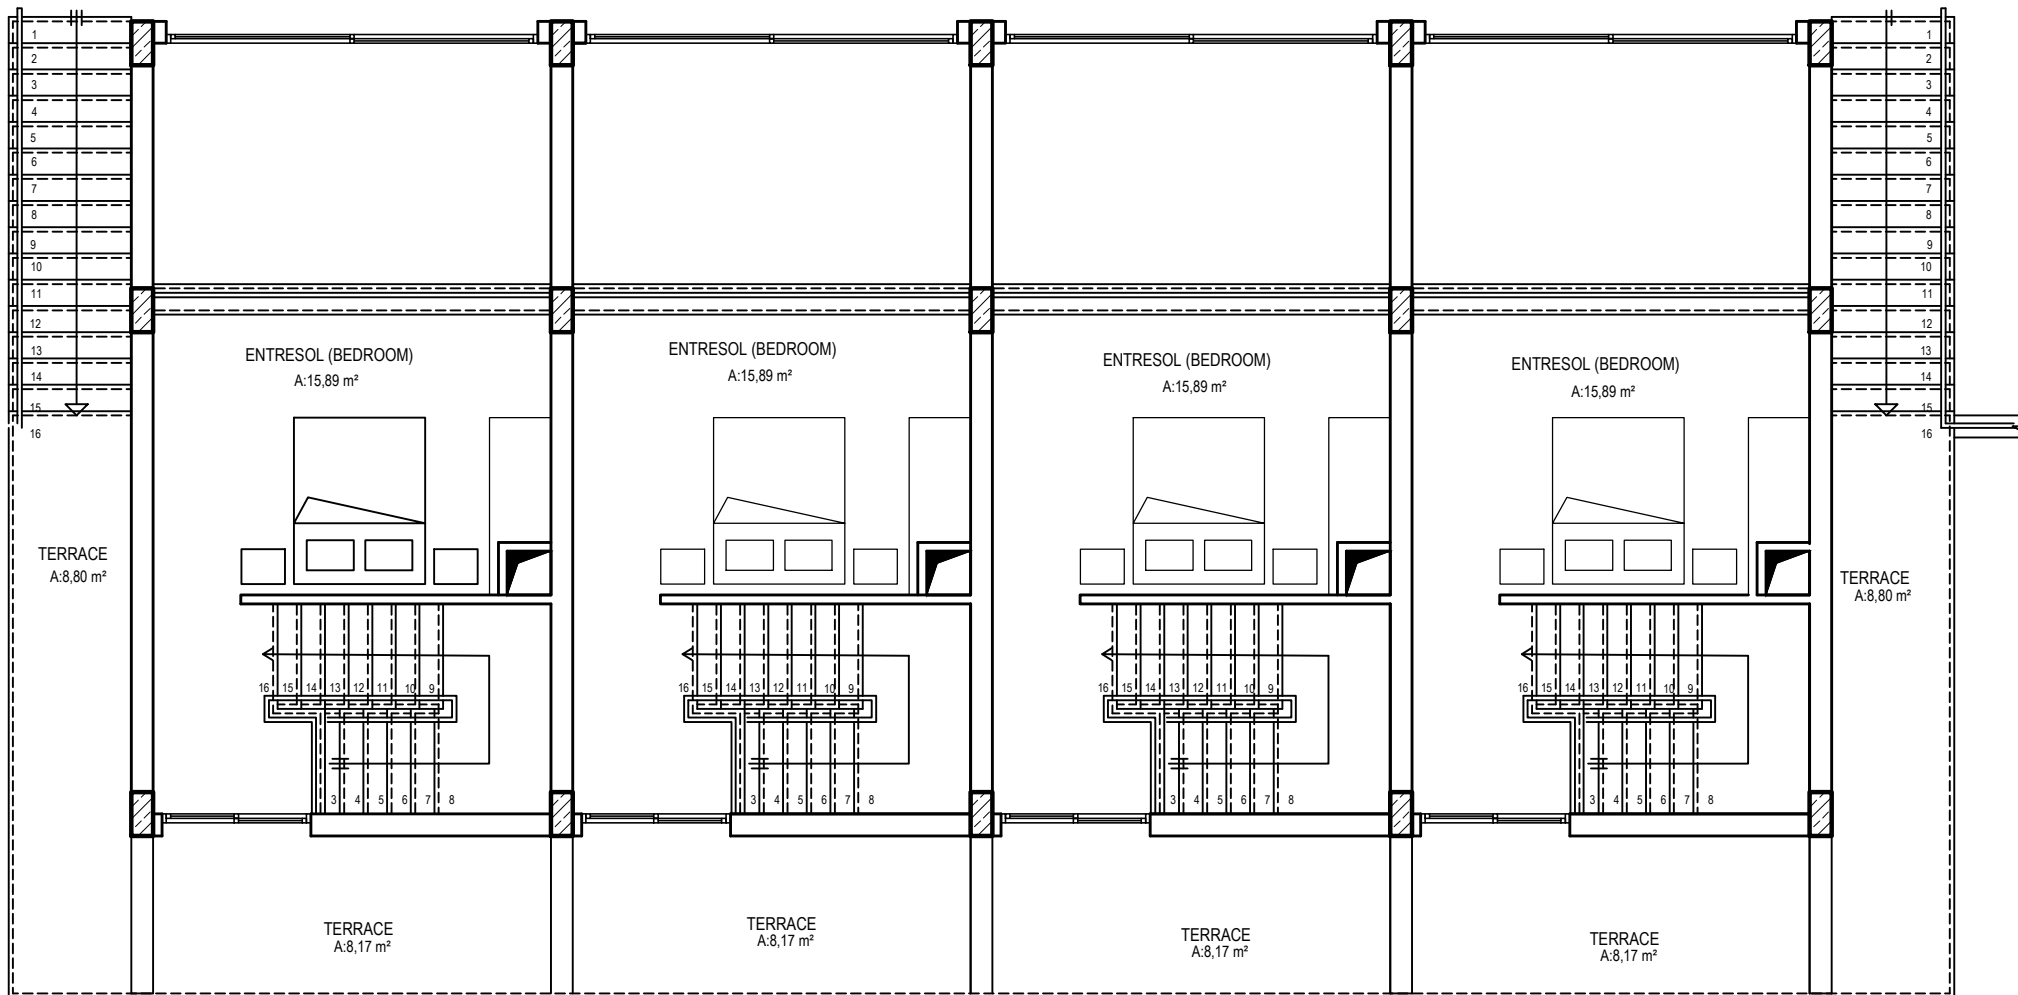 1
2
3
4
5
6
7
8
9
10
11
12
13
14
15
16
1
2
3
4
5
6
7
8
9
10
11
12
13
14
15
16
ENTRESOL (BEDROOM)
A:15,89 m²
ENTRESOL (BEDROOM)
A:15,89 m²
ENTRESOL (BEDROOM)
A:15,89 m²
ENTRESOL (BEDROOM)
A:15,89 m²
TERRACE
A:8,80 m²
TERRACE
A:8,80 m²
16 15 14 13 12 11 10 9
16 15 14 13 12 11 10 9
16 15 14 13 12 11 10 9
16 15 14 13 12 11 10 9
3 4 5 6 7 8
3 4 5 6 7 8
3 4 5 6 7 8
3 4 5 6 7 8
TERRACE
A:8,17 m²
TERRACE
A:8,17 m²
TERRACE
A:8,17 m²
TERRACE
A:8,17 m²